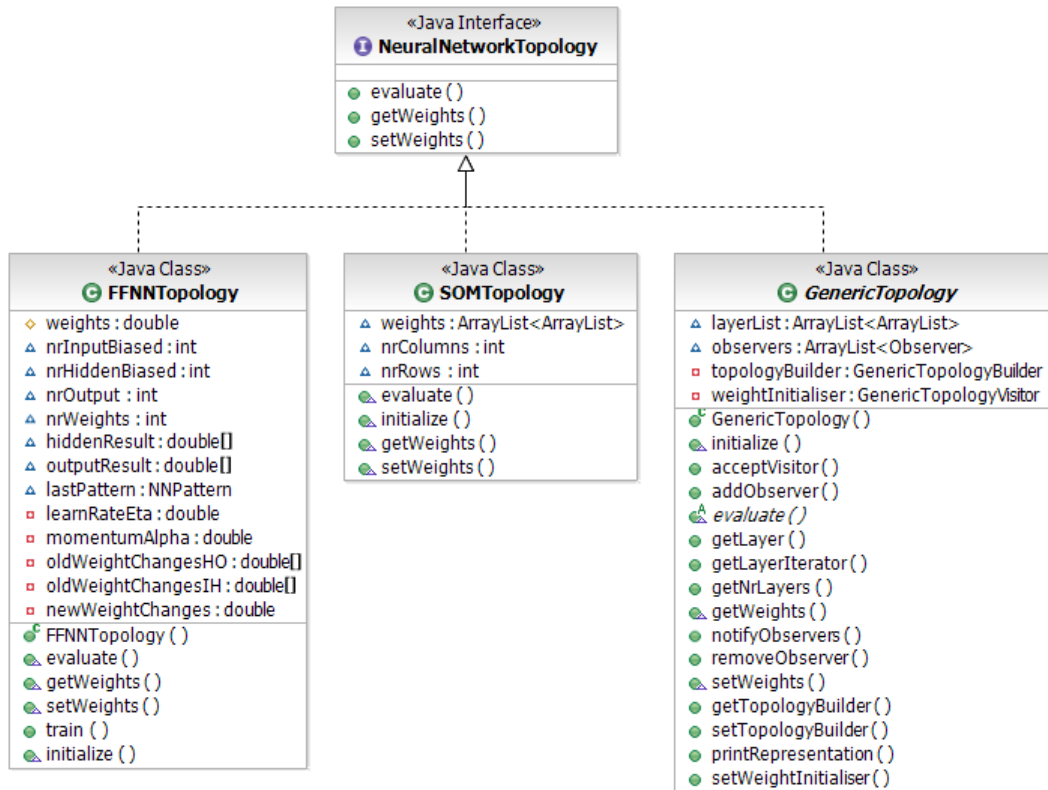 «Java Interface»
I NeuralNetworkTopology
evaluate ( )
getWeights ( )
setWeights ( )
«Java Class»
C FFNNTopology
weights : double
nrInputBiased : int
nrHiddenBiased : int
nrOutput : int
nrWeights : int
hiddenResult : double[]
outputResult : double[]
lastPattern : NNPattern
learnRateEta : double
momentumAlpha : double
oldWeightChangesHO : double[]
oldWeightChangesIH : double[]
newWeightChanges : double
C FFNNTopology ( )
evaluate ( )
getWeights ( )
setWeights ( )
train ( )
initialize ( )
«Java Class»
C SOMTopology
weights : ArrayList<ArrayList>
nrColumns : int
nrRows : int
evaluate ( )
initialize ( )
getWeights ( )
setWeights ( )
«Java Class»
C GenericTopology
layerList : ArrayList<ArrayList>
observers : ArrayList<Observer>
topologyBuilder : GenericTopologyBuilder
weightInitialiser : GenericTopologyVisitor
C GenericTopology ( )
initialize ( )
acceptVisitor ( )
addObserver ( )
A evaluate ( )
getLayer ( )
getLayerIterator ( )
getNrLayers ( )
getWeights ( )
notifyObservers ( )
removeObserver ( )
setWeights ( )
getTopologyBuilder ( )
setTopologyBuilder ( )
printRepresentation ( )
setWeightInitialiser ( )